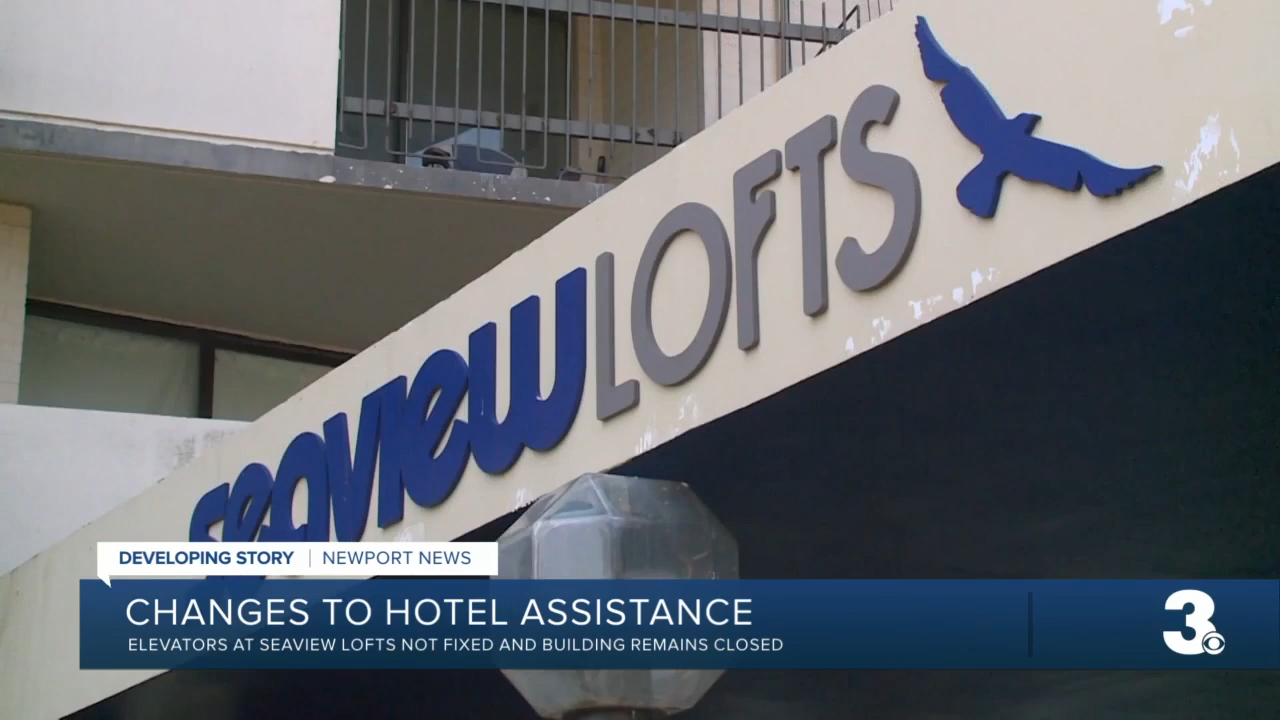 seaview LOFTS
DEVELOPING STORY | NEWPORT NEWS
CHANGES TO HOTEL ASSISTANCE
ELEVATORS AT SEAVIEW LOFTS NOT FIXED AND BUILDING REMAINS CLOSED
3